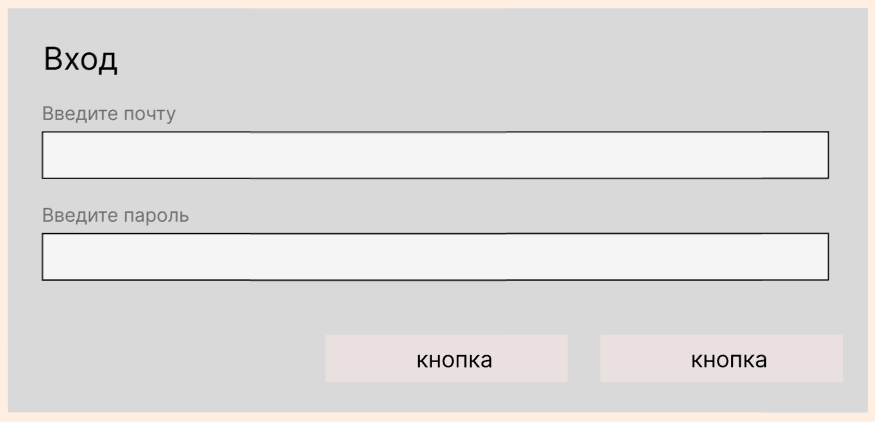 Вход
Введите почту
Введите пароль
кнопка кнопка